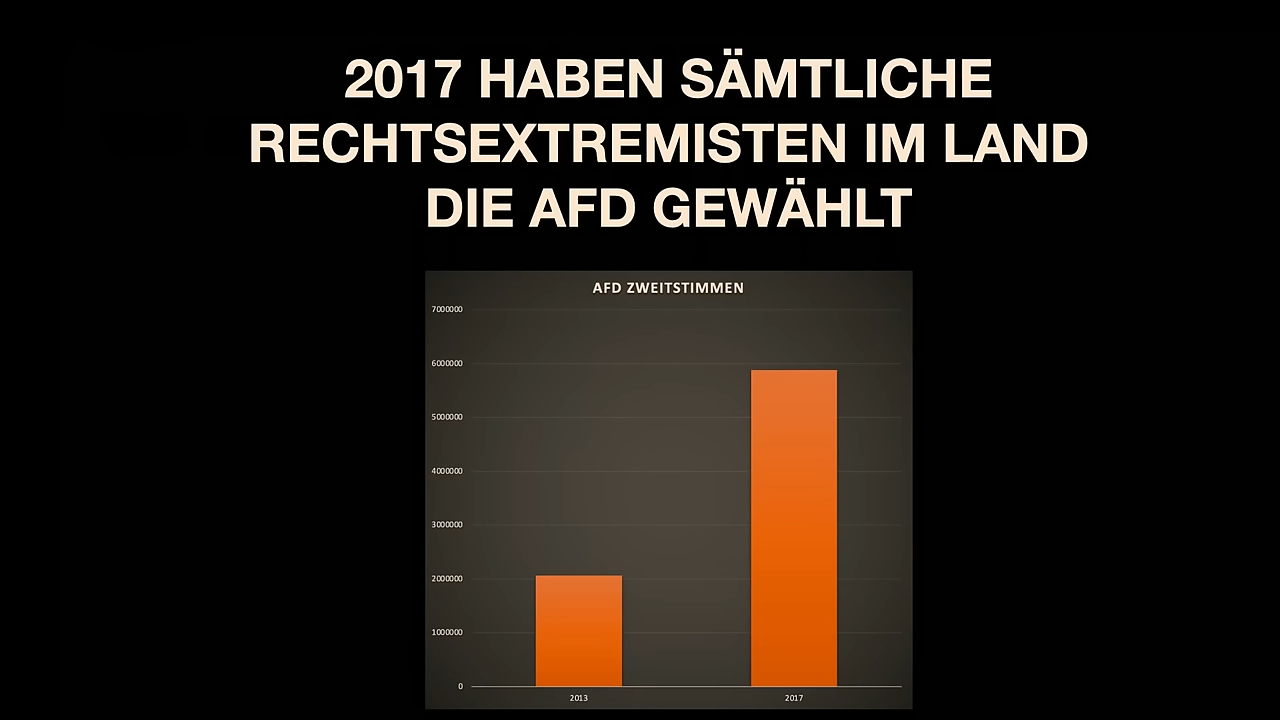 2017 HABEN SÄMTLICHE
RECHTSEXTREMISTEN IM LAND
DIE AFD GEWÄHLT
AFD ZWEITSTIMMEN
7000000
6000000
5000000
4000000
3000000
2000000
1000000
0
2013 2017